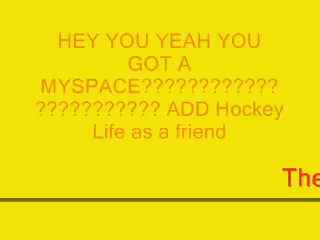 HEY YOU YEAH YOU
GOT A
MYSPACE????????????
??????????? ADD Hockey
Life as a friend
The